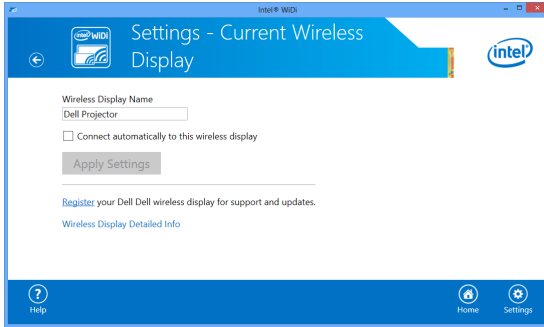 Intel® WiDi
intel WiDi
Settings - Current Wireless
Display
intel
Wireless Display Name
Dell Projector
Connect automatically to this wireless display
Apply Settings
Register your Dell Dell wireless display for support and updates.
Wireless Display Detailed Info
?
Help
Home
Settings